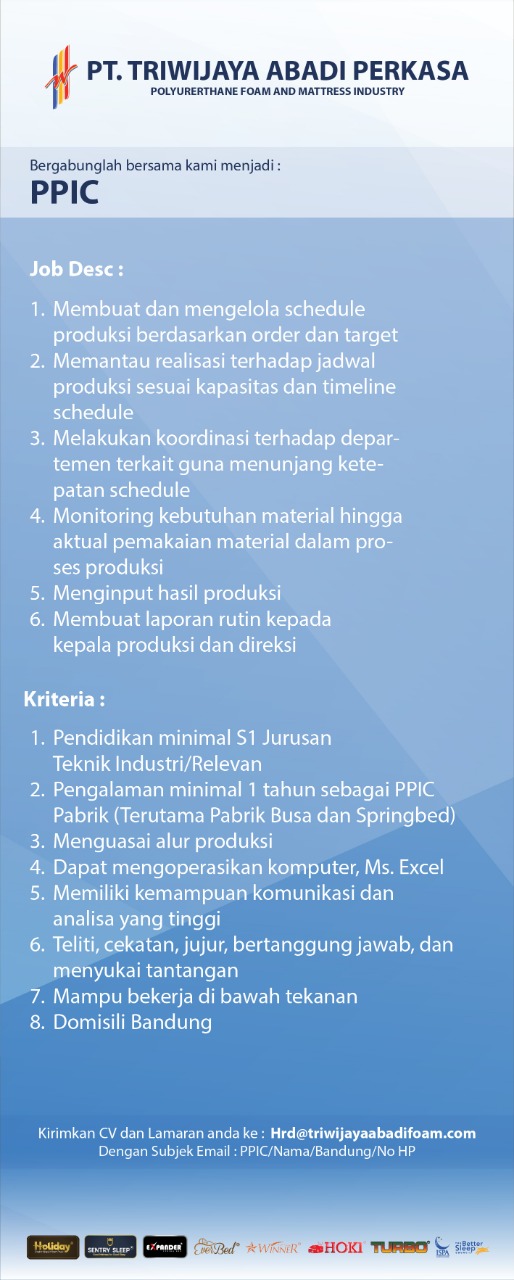 PT. TRIWIJAYA ABADI PERKASA
POLYURERTHANE FOAM AND MATTRESS INDUSTRY
Bergabunglah bersama kami menjadi :
PPIC
Job Desc :
1. Membuat dan mengelola schedule
produksi berdasarkan order dan target
2. Memantau realisasi terhadap jadwal
produksi sesuai kapasitas dan timeline
schedule
3. Melakukan koordinasi terhadap depar-
temen terkait guna menunjang kete-
patan schedule
4. Monitoring kebutuhan material hingga
aktual pemakaian material dalam pro-
ses produksi
5. Menginput hasil produksi
6. Membuat laporan rutin kepada
kepala produksi dan direksi
Kriteria :
1. Pendidikan minimal S1 Jurusan
Teknik Industri/Relevan
2. Pengalaman minimal 1 tahun sebagai PPIC
Pabrik (Terutama Pabrik Busa dan Springbed)
3. Menguasai alur produksi
4. Dapat mengoperasikan komputer, Ms. Excel
5. Memiliki kemampuan komunikasi dan
analisa yang tinggi
6. Teliti, cekatan, jujur, bertanggung jawab, dan
menyukai tantangan
7. Mampu bekerja di bawah tekanan
8. Domisili Bandung
Kirimkan CV dan Lamaran anda ke : Hrd@triwijayaabadifoam.com
Dengan Subjek Email : PPIC/Nama/Bandung/No HP
Holiday SENTRY SLEEP EXPANDER EverBed WINNER HOKI TURBO ISPA Better Sleep